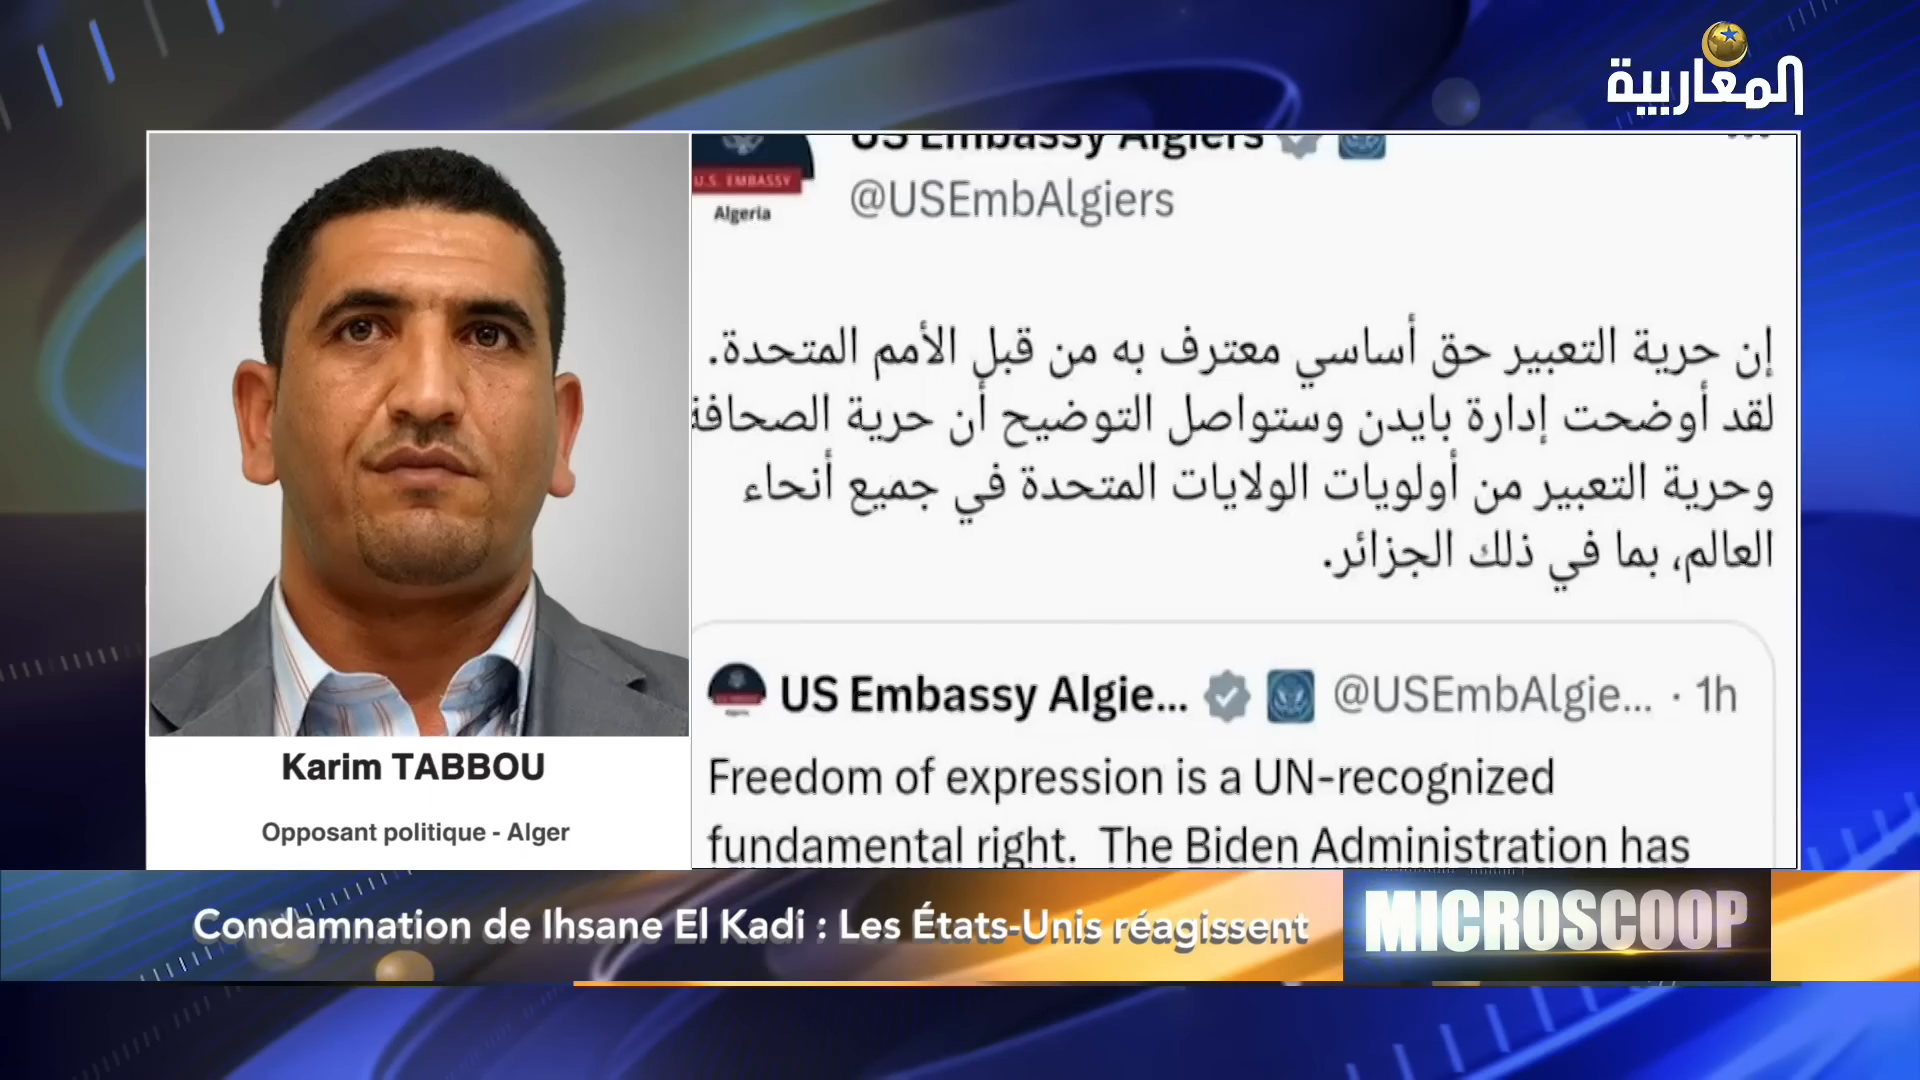 المغاربية
US Embassy Algiers
U.S. EMBASSY
Algeria
@USEmbAlgiers
إن حرية التعبير حق أساسي معترف به من قبل الأمم المتحدة.
لقد أوضحت إدارة بايدن وستواصل التوضيح أن حرية الصحافة
وحرية التعبير من أولويات الولايات المتحدة في جميع أنحاء
العالم، بما في ذلك الجزائر.
US Embassy Algie... @USEmbAlgie... · 1h
Freedom of expression is a UN-recognized
fundamental right. The Biden Administration has
Karim TABBOU
Opposant politique - Alger
Condamnation de Ihsane El Kadi : Les États-Unis réagissent
MICROSCOOP